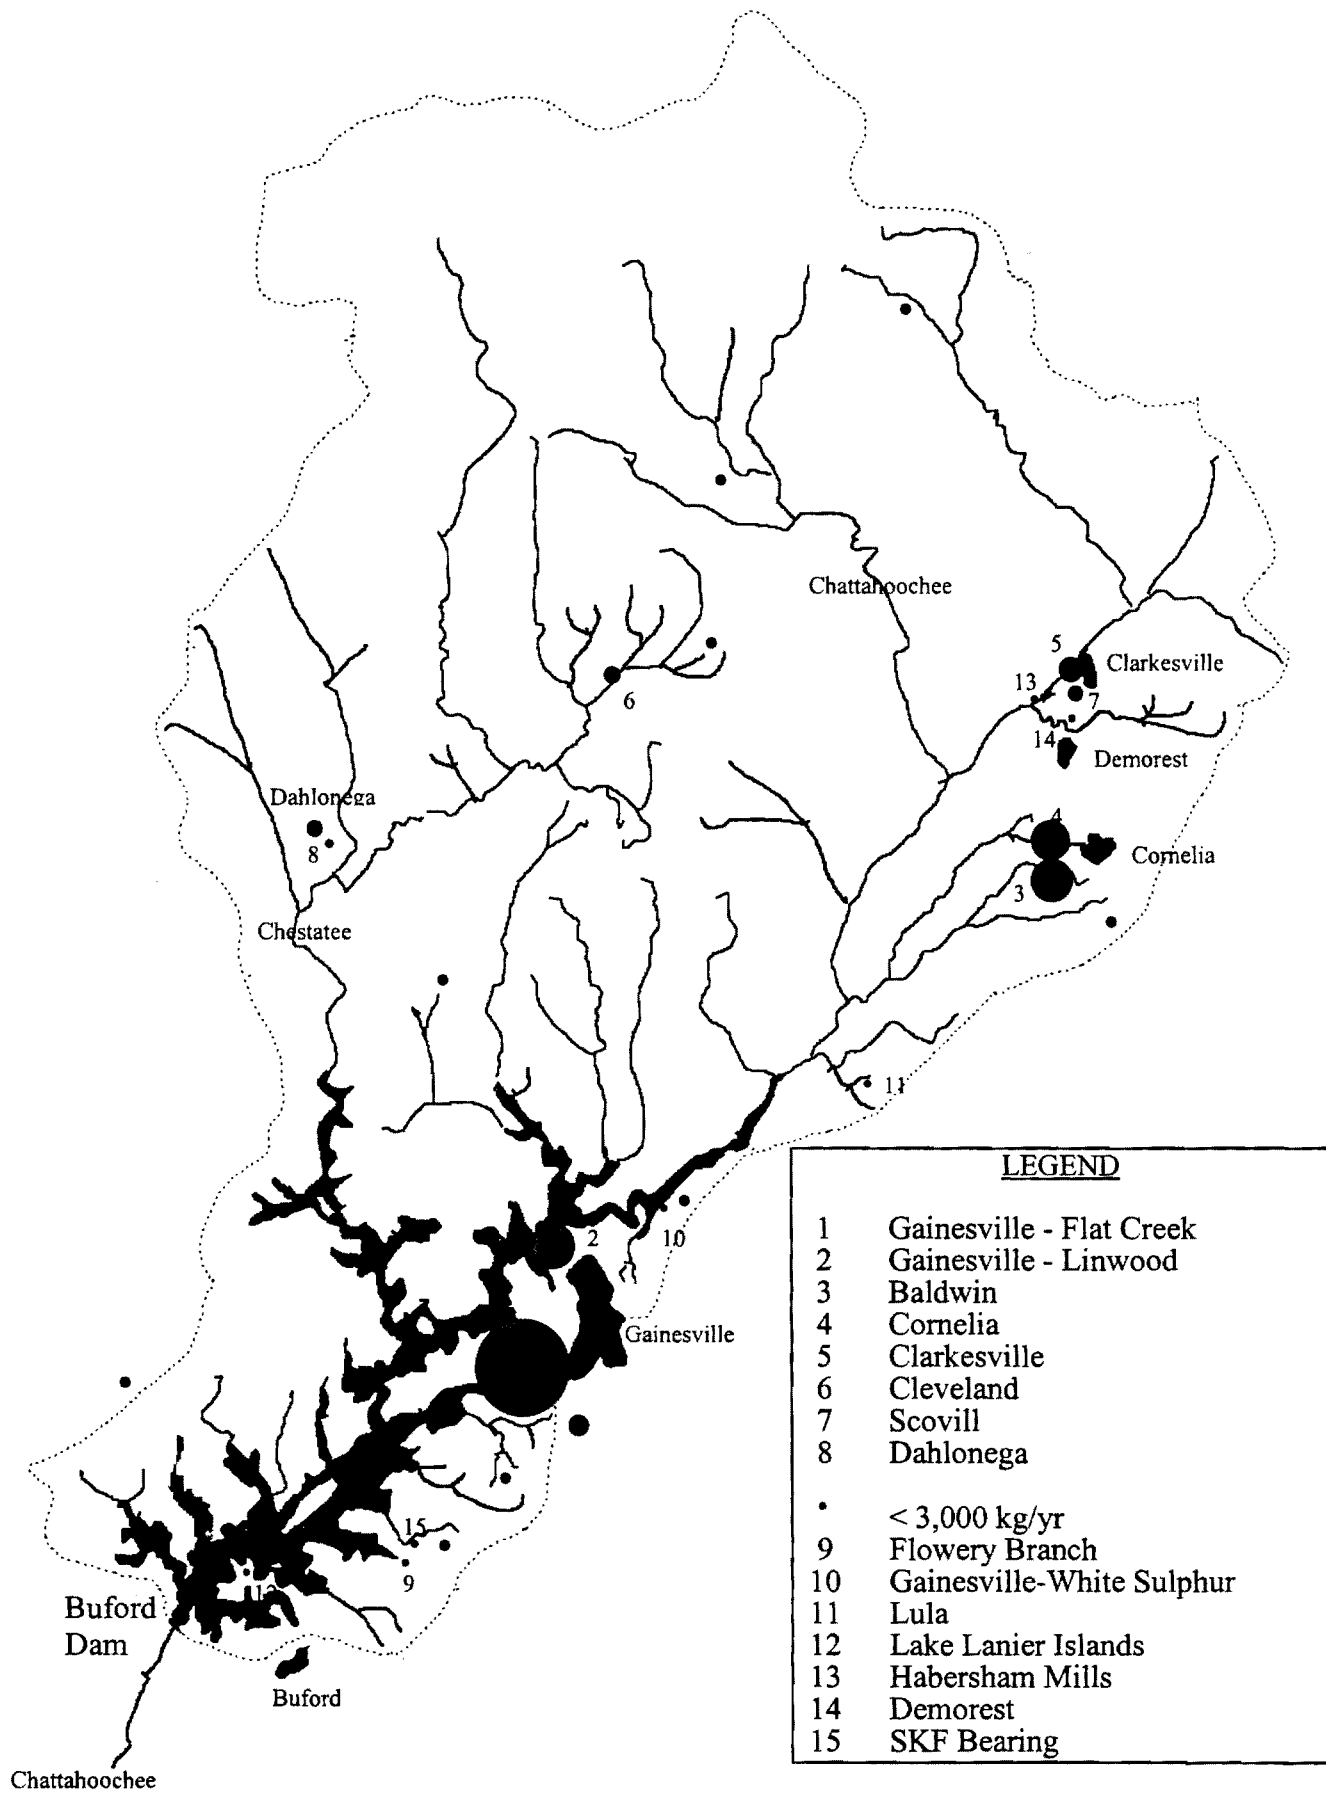 Chattahoochee
5
Clarkesville
13
7
6
14
Demorest
Dahlonega
8
4
Cornelia
3
Chestatee
11
2
10
Gainesville
15
9
12
Buford
Dam
Buford
Chattahoochee
LEGEND
1 Gainesville - Flat Creek
2 Gainesville - Linwood
3 Baldwin
4 Cornelia
5 Clarkesville
6 Cleveland
7 Scovill
8 Dahlonega
< 3,000 kg/yr
9 Flowery Branch
10 Gainesville-White Sulphur
11 Lula
12 Lake Lanier Islands
13 Habersham Mills
14 Demorest
15 SKF Bearing